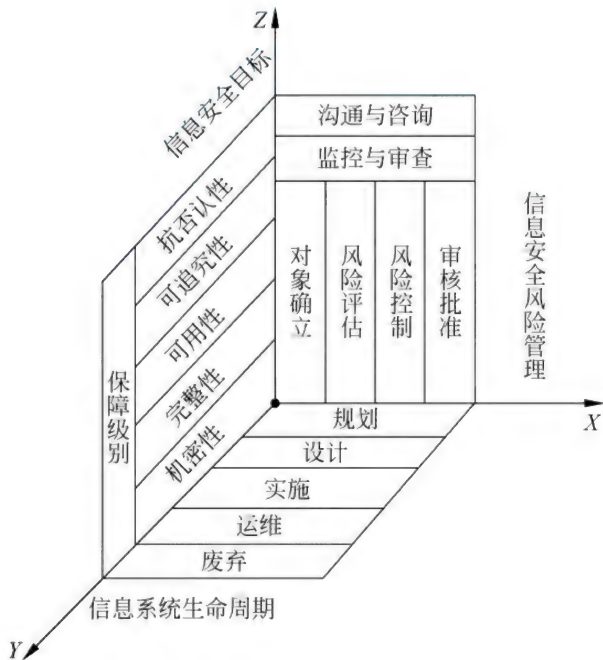 Z
信息安全目标
沟通与咨询
监控与审查
抗否认性
可追究性
可用性
完整性
机密性
保障级别
对象确立
风险评估
风险控制
审核批准
信息安全风险管理
X
规划
设计
实施
运维
废弃
信息系统生命周期
Y